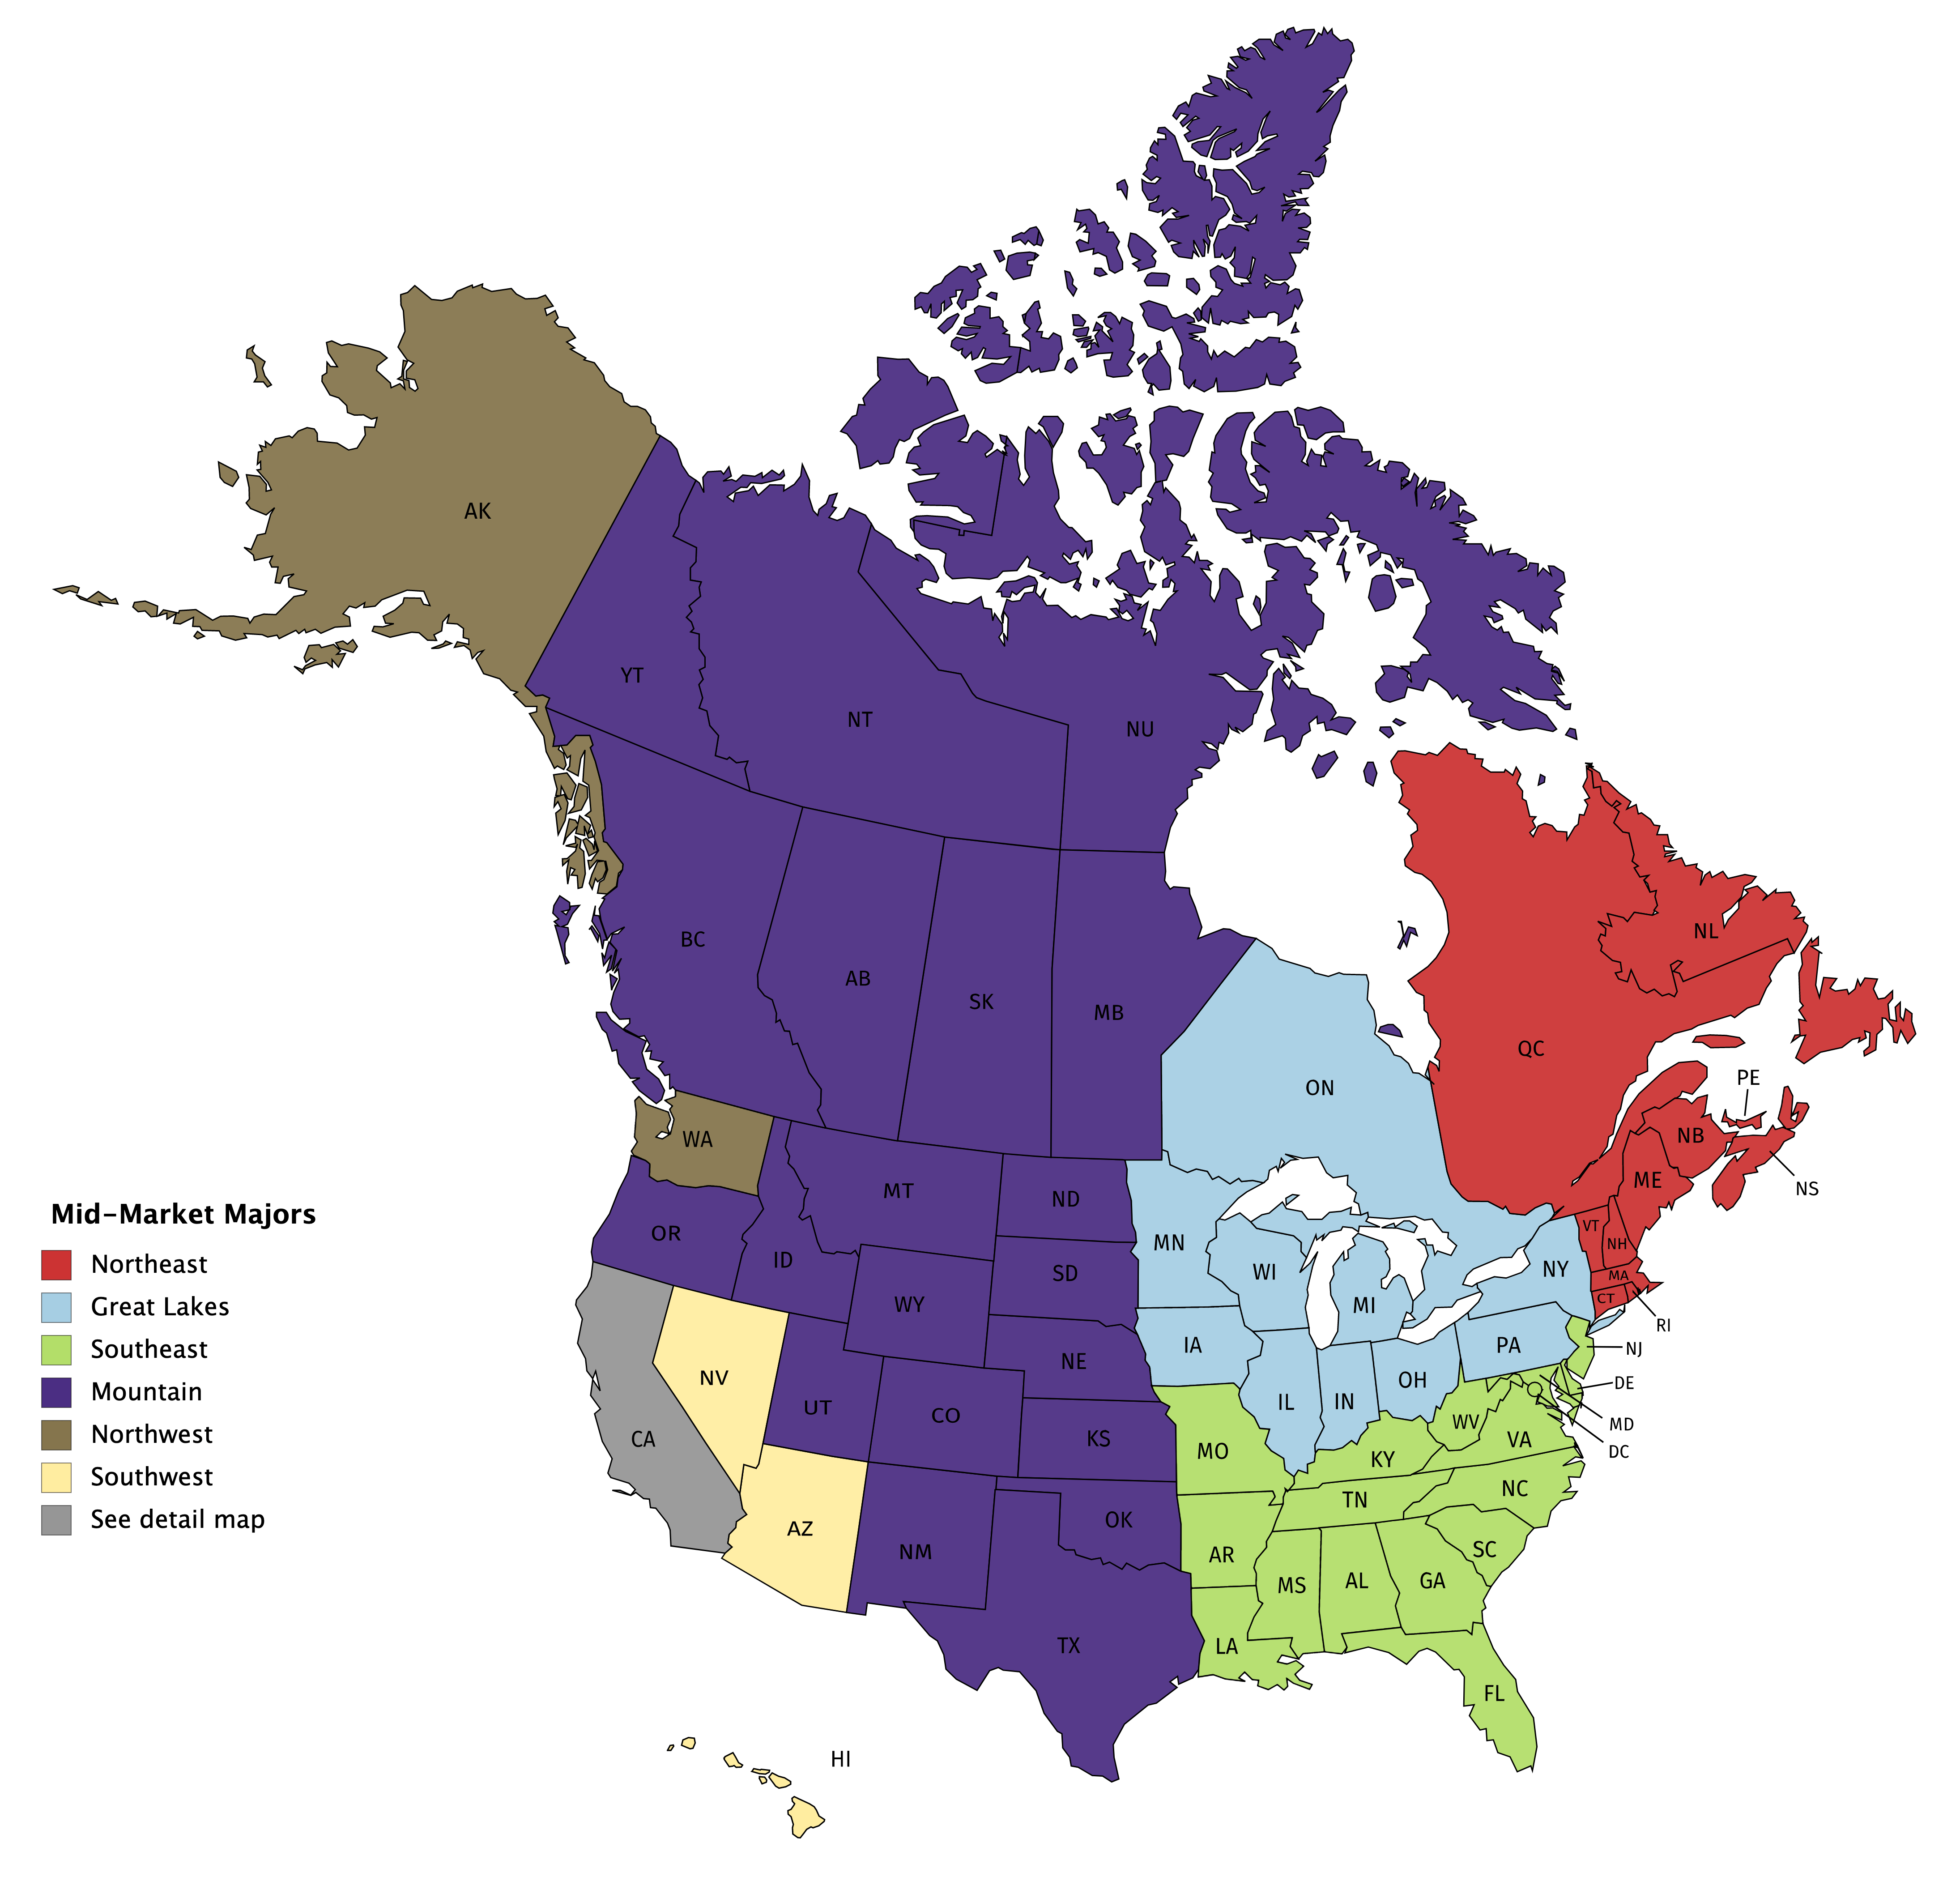 AK
YT
NT
NU
BC
AB
SK
MB
ON
QC
NL
PE
NB
NS
ME
WA
MT
ND
MN
OR
ID
SD
WI
MI
NY
VT
NH
MA
CT
RI
WY
IA
PA
NJ
NV
NE
OH
DE
UT
CO
IL
IN
MD
CA
KS
MO
KY
WV
VA
DC
AZ
NM
OK
AR
TN
NC
SC
MS
AL
GA
TX
LA
FL
HI
Mid-Market Majors
Northeast
Great Lakes
Southeast
Mountain
Northwest
Southwest
See detail map